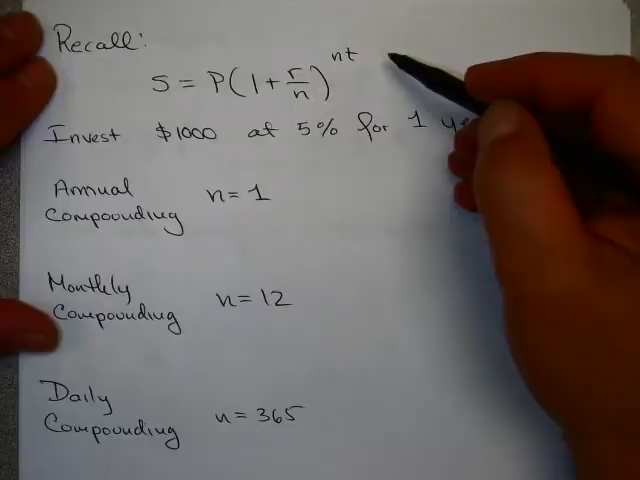 Recall:
S = P(1 + r/n)^nt
Invest $1000 at 5% for 1
Annual
Compounding
n = 1
Monthly
Compounding
n = 12
Daily
Compounding
n = 365